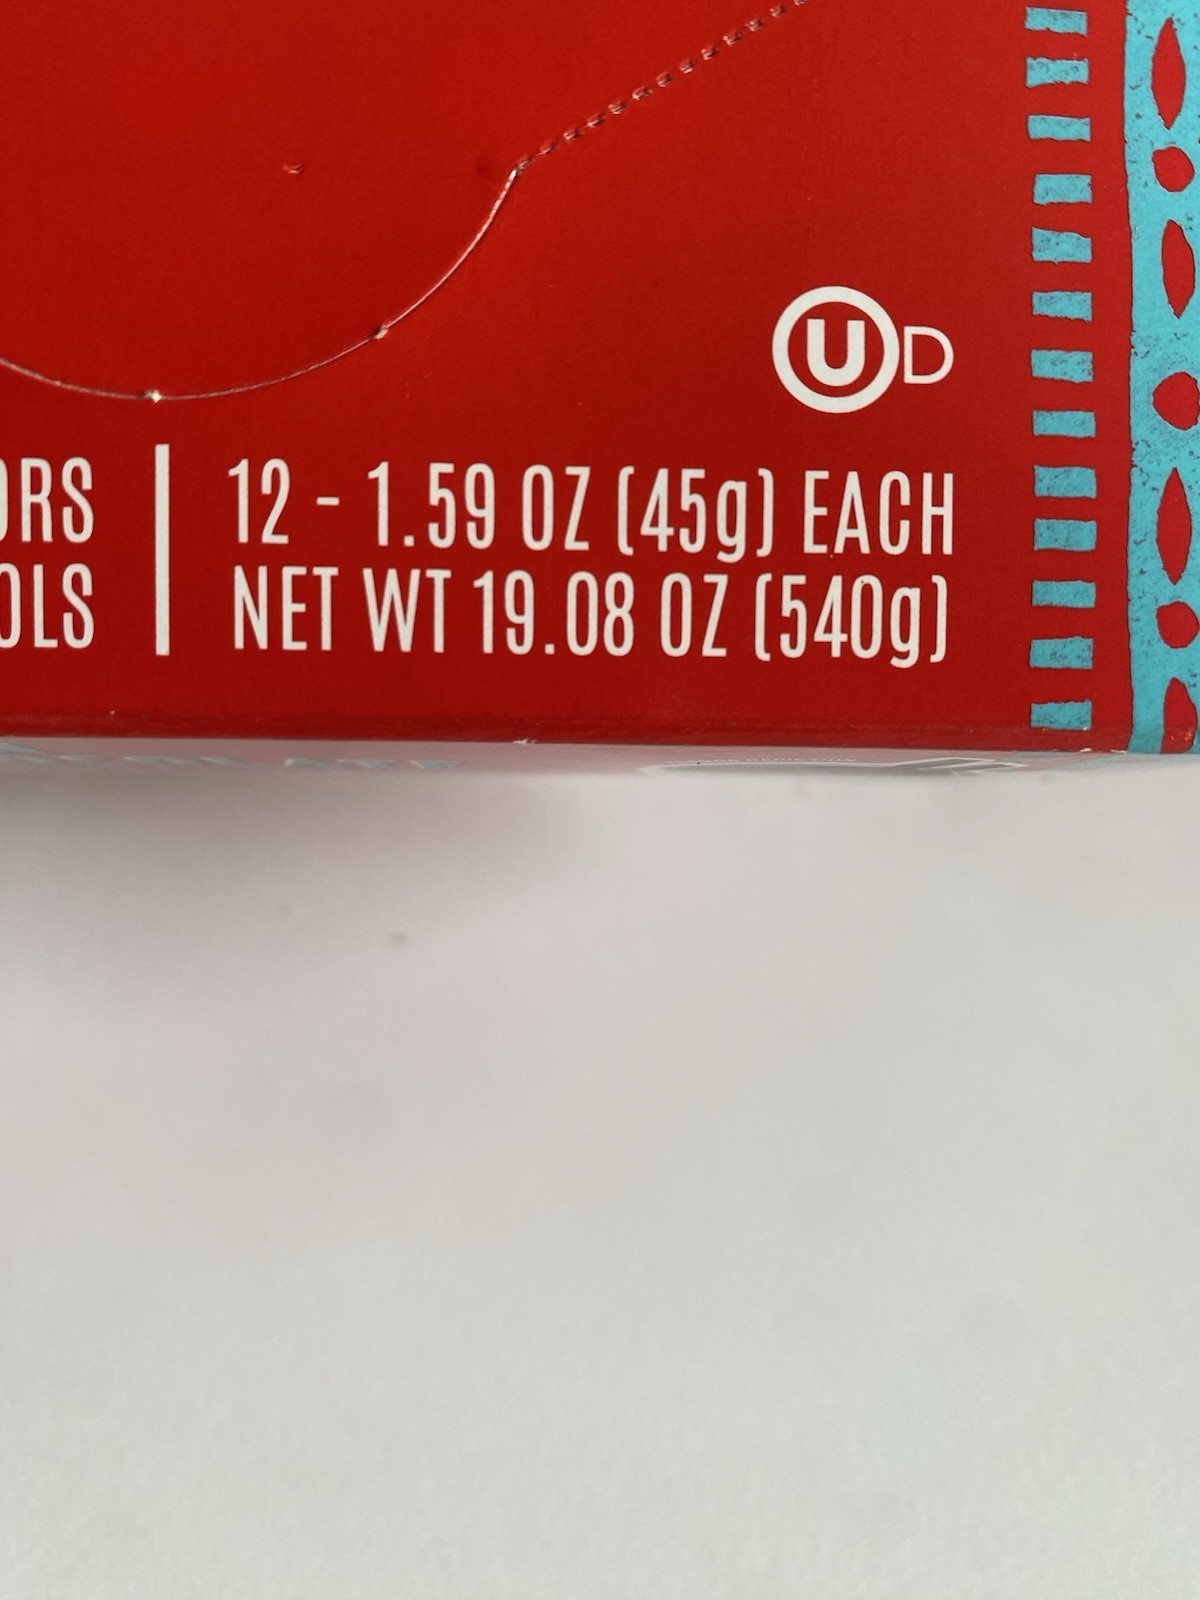 U D
ORS
OLS
12 - 1.59 OZ (45g) EACH
NET WT 19.08 OZ (540g)